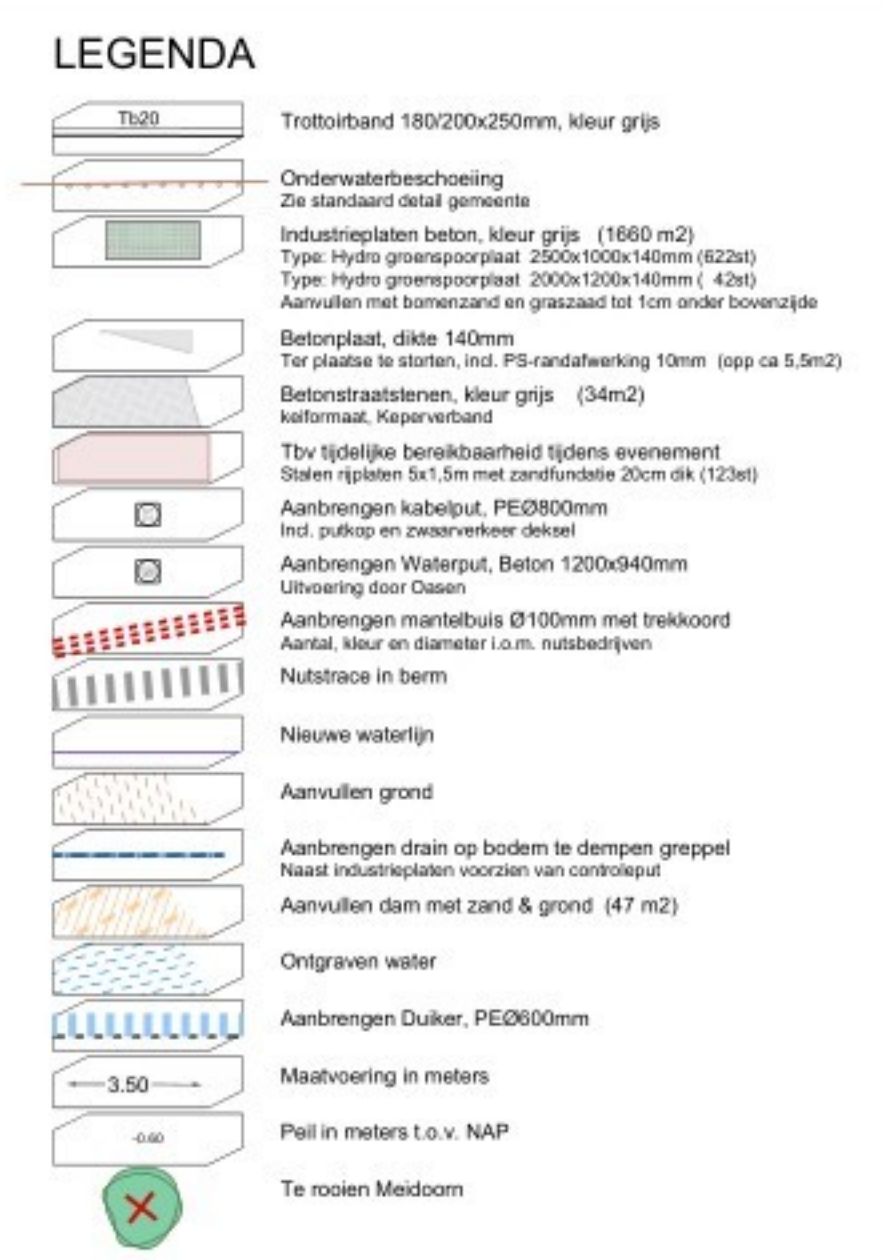 LEGENDA
Tb20
Trottoirband 180/200x250mm, kleur grijs
Onderwaterbeschoeiing
Zie standaard detail gemeente
Industrieplaten beton, kleur grijs (1660 m2)
Type: Hydro groenspoorplaat 2500x1000x140mm (622st)
Type: Hydro groenspoorplaat 2000x1200x140mm ( 42st)
Aanvullen met bomenzand en graszaad tot 1cm onder bovenzijde
Betonplaat, dikte 140mm
Ter plaatse te storten, incl. PS-randafwerking 10mm (opp ca 5,5m2)
Betonstraatstenen, kleur grijs (34m2)
keiformaat, Keperverband
Tbv tijdelijke bereikbaarheid tijdens evenement
Stalen rijplaten 5x1,5m met zandfundatie 20cm dik (123st)
Aanbrengen kabelput, PEØ800mm
Incl. putkop en zwaarverkeer deksel
Aanbrengen Waterput, Beton 1200x940mm
Uitvoering door Oasen
Aanbrengen mantelbuis Ø100mm met trekkoord
Aantal, kleur en diameter i.o.m. nutsbedrijven
Nutstrace in berm
Nieuwe waterlijn
Aanvullen grond
Aanbrengen drain op bodem te dempen greppel
Naast industrieplaten voorzien van controleput
Aanvullen dam met zand & grond (47 m2)
Ontgraven water
Aanbrengen Duiker, PEØ600mm
3.50
Maatvoering in meters
-0.60
Peil in meters t.o.v. NAP
Te rooien Meidoorn